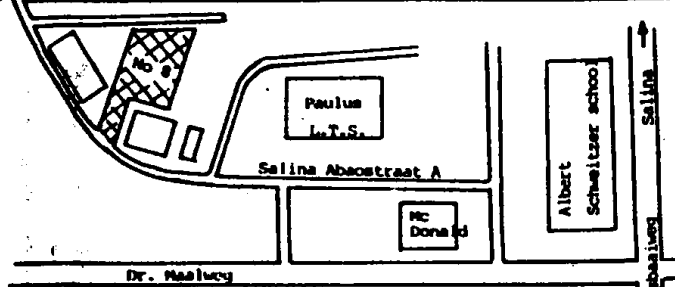 No 8
Paulus
L.T.S.
Salina Abaostraat A
Mc
Donald
Albert
Schweitzer school
Salina
Dr. Maalweg